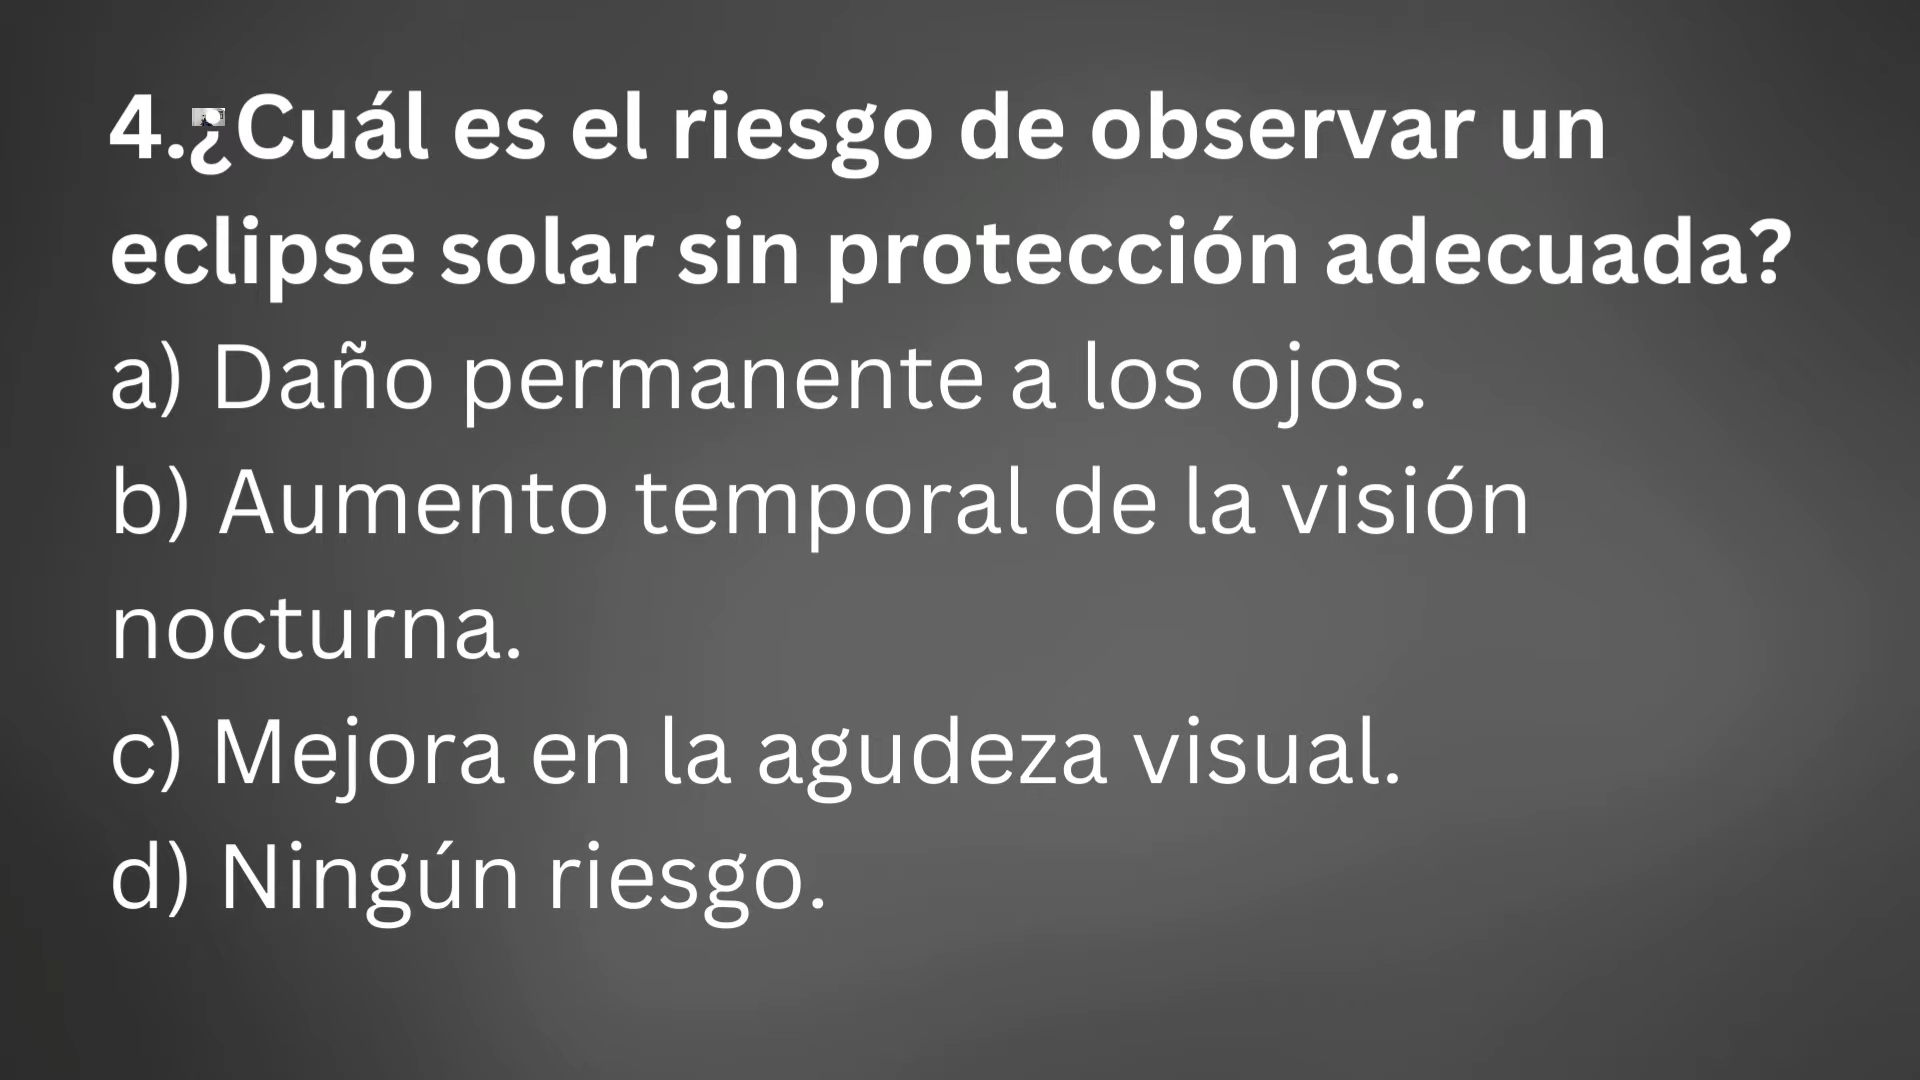 4.¿Cuál es el riesgo de observar un
eclipse solar sin protección adecuada?
a) Daño permanente a los ojos.
b) Aumento temporal de la visión
nocturna.
c) Mejora en la agudeza visual.
d) Ningún riesgo.